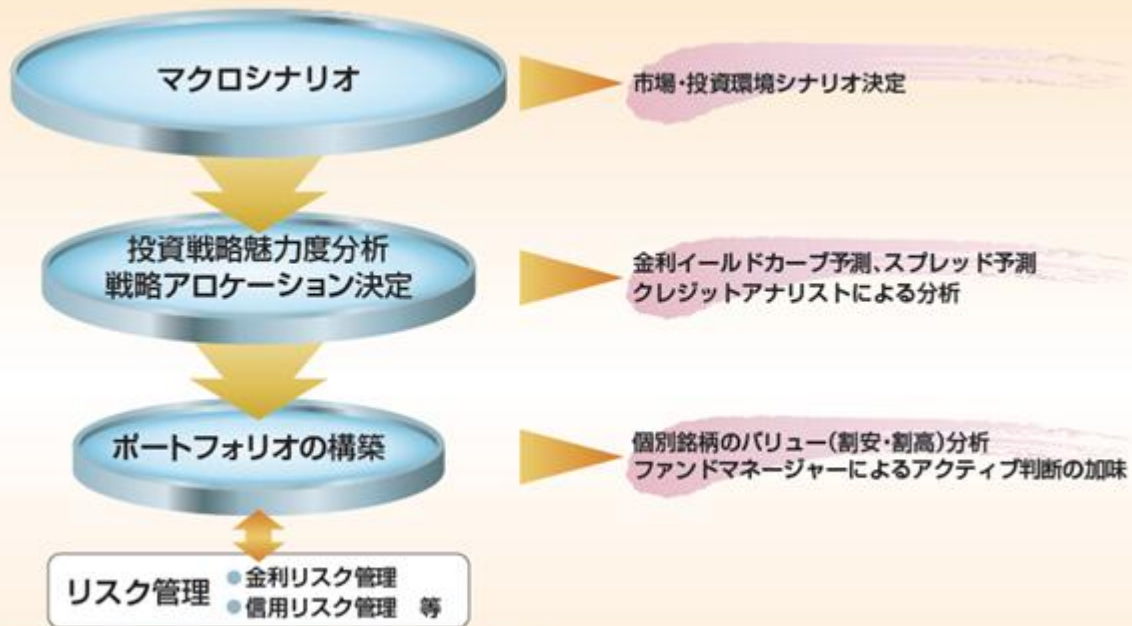 マクロシナリオ
市場・投資環境シナリオ決定
投資戦略魅力度分析
戦略アロケーション決定
金利イールドカーブ予測、スプレッド予測
クレジットアナリストによる分析
ポートフォリオの構築
個別銘柄のバリュー(割安・割高)分析
ファンドマネージャーによるアクティブ判断の加味
リスク管理
●金利リスク管理
●信用リスク管理 等